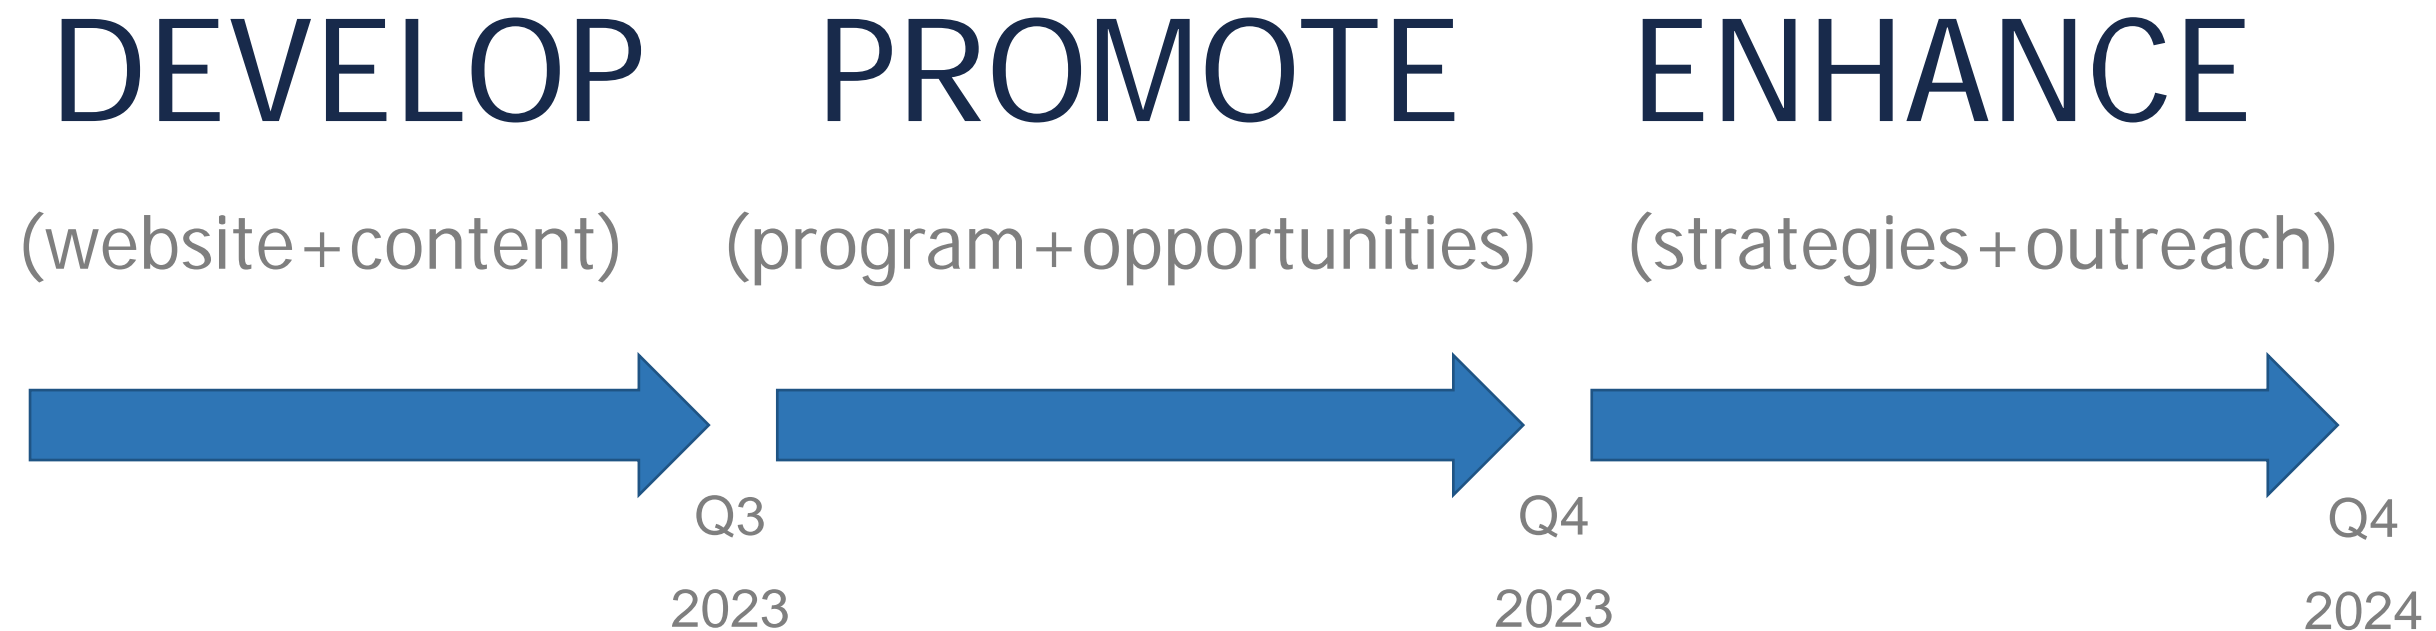 DEVELOP PROMOTE ENHANCE
(website+content) (program+opportunities) (strategies+outreach)
Q3 Q4 Q4
2023 2023 2024